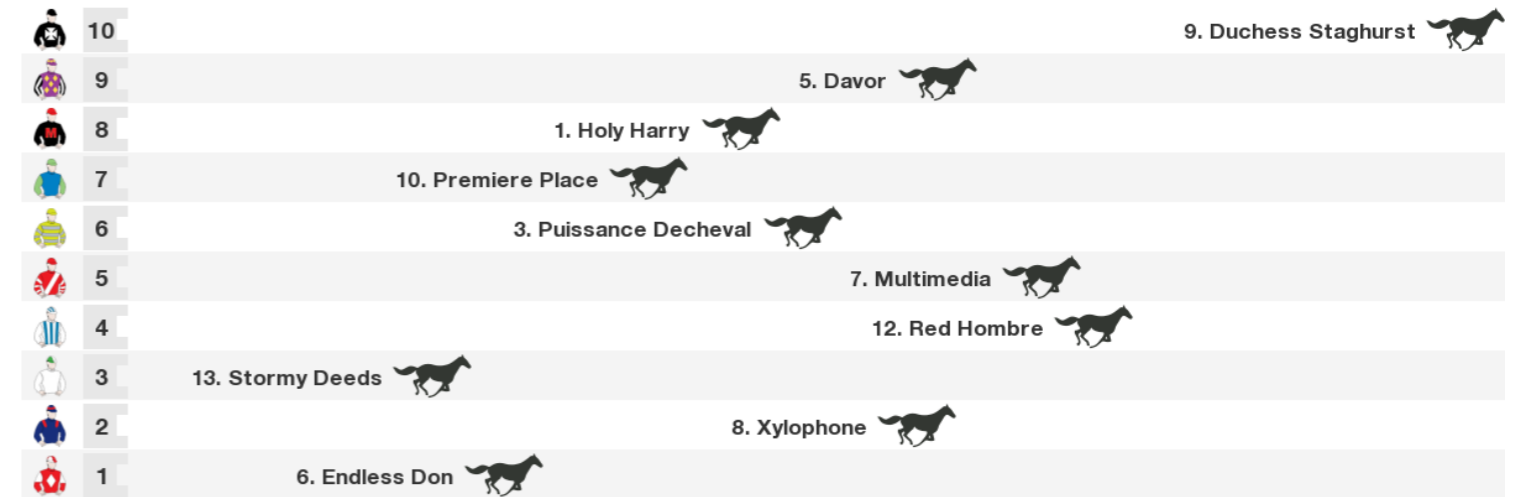 10 9. Duchess Staghurst
9 5. Davor
M 8 1. Holy Harry
7 10. Premiere Place
6 3. Puissance Decheval
5 7. Multimedia
4 12. Red Hombre
3 13. Stormy Deeds
2 8. Xylophone
1 6. Endless Don